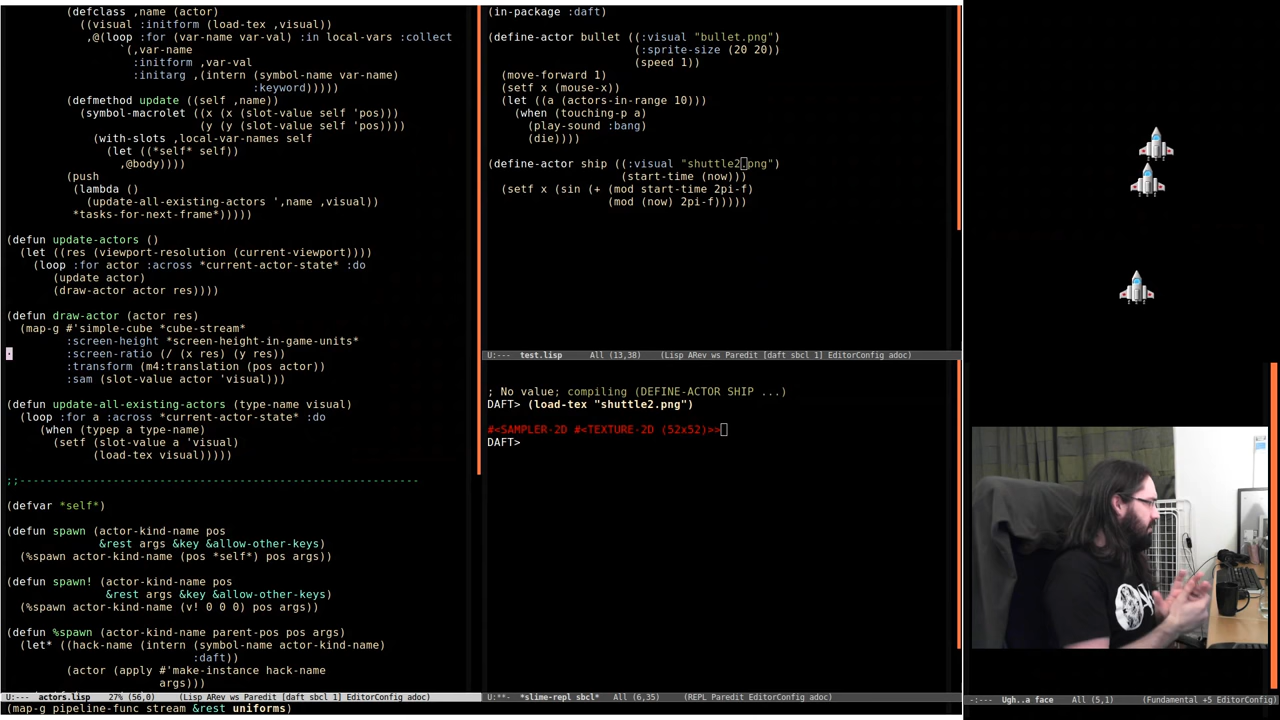 (defclass ,name (actor)
((visual :initform (load-tex ,visual))
,@(loop :for (var-name var-val) :in local-vars :collect
`(,var-name
:initform ,var-val
:initarg ,(intern (symbol-name var-name)
:keyword)))))
(defmethod update ((self ,name))
(symbol-macrolet ((x (x (slot-value self 'pos)))
(y (y (slot-value self 'pos))))
(with-slots ,local-var-names self
(let ((*self* self))
,@body))))
(push
(lambda ()
(update-all-existing-actors ',name ,visual))
*tasks-for-next-frame*)))))
(defun update-actors ()
(let ((res (viewport-resolution (current-viewport))))
(loop :for actor :across *current-actor-state* :do
(update actor)
(draw-actor actor res))))
(defun draw-actor (actor res)
(map-g #'simple-cube *cube-stream*
:screen-height *screen-height-in-game-units*
:screen-ratio (/ (x res) (y res))
:transform (m4:translation (pos actor))
:sam (slot-value actor 'visual)))
(defun update-all-existing-actors (type-name visual)
(loop :for a :across *current-actor-state* :do
(when (typep a type-name)
(setf (slot-value a 'visual)
(load-tex visual)))))
;;------------------------------------------------------------
(defvar *self*)
(defun spawn (actor-kind-name pos
&rest args &key &allow-other-keys)
(%spawn actor-kind-name (pos *self*) pos args))
(defun spawn! (actor-kind-name pos
&rest args &key &allow-other-keys)
(%spawn actor-kind-name (v! 0 0 0) pos args))
(defun %spawn (actor-kind-name parent-pos pos args)
(let* ((hack-name (intern (symbol-name actor-kind-name)
:daft))
(actor (apply #'make-instance hack-name
args)))
U:--- actors.lisp 27% (56,0) (Lisp ARev ws Paredit [daft sbcl 1] EditorConfig adoc)
(map-g pipeline-func stream &rest uniforms)
(in-package :daft)
(define-actor bullet ((:visual "bullet.png")
(:sprite-size (20 20))
(speed 1))
(move-forward 1)
(setf x (mouse-x))
(let ((a (actors-in-range 10)))
(when (touching-p a)
(play-sound :bang)
(die))))
(define-actor ship ((:visual "shuttle2.png")
(start-time (now)))
(setf x (sin (+ (mod start-time 2pi-f)
(mod (now) 2pi-f)))))
U:--- test.lisp All (13,38) (Lisp ARev ws Paredit [daft sbcl 1] EditorConfig adoc)
; No value; compiling (DEFINE-ACTOR SHIP ...)
DAFT> (load-tex "shuttle2.png")
#<SAMPLER-2D #<TEXTURE-2D (52x52)>>
DAFT>
U:**- *slime-repl sbcl* All (6,35) (REPL Paredit EditorConfig adoc)
-:--- Ugh..a face All (5,1) (Fundamental +5 EditorConfig)